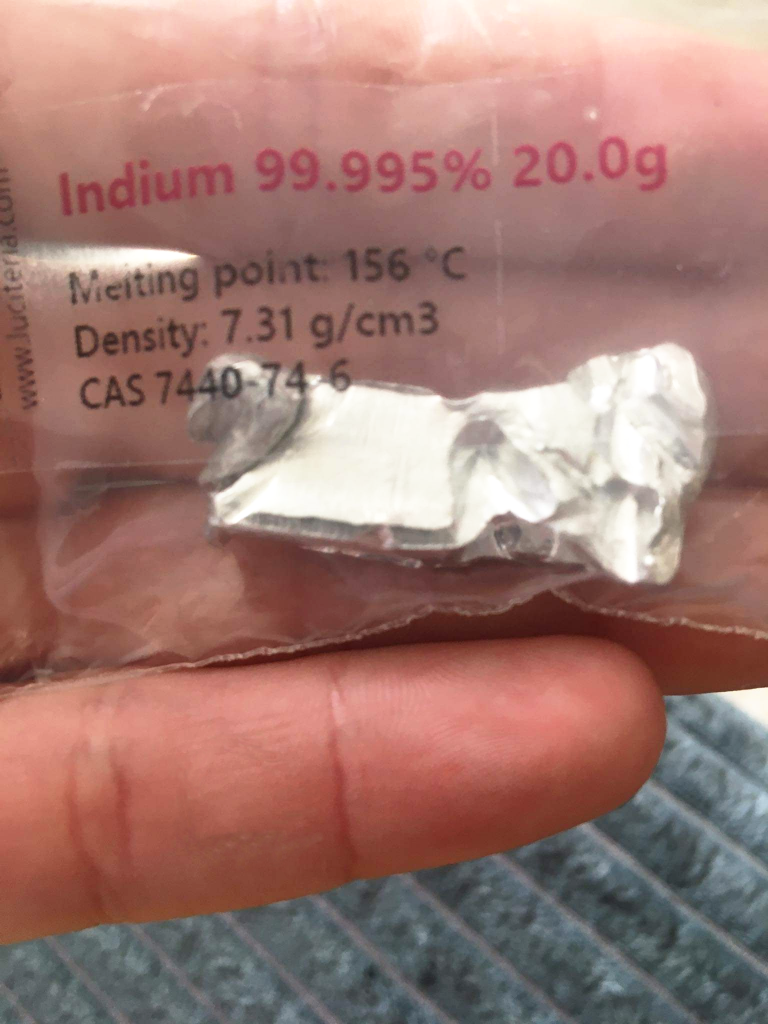 Indium 99.995% 20.0g
Melting point: 156 °C
Density: 7.31 g/cm3
CAS 7440-74-6
www.luciteria.com